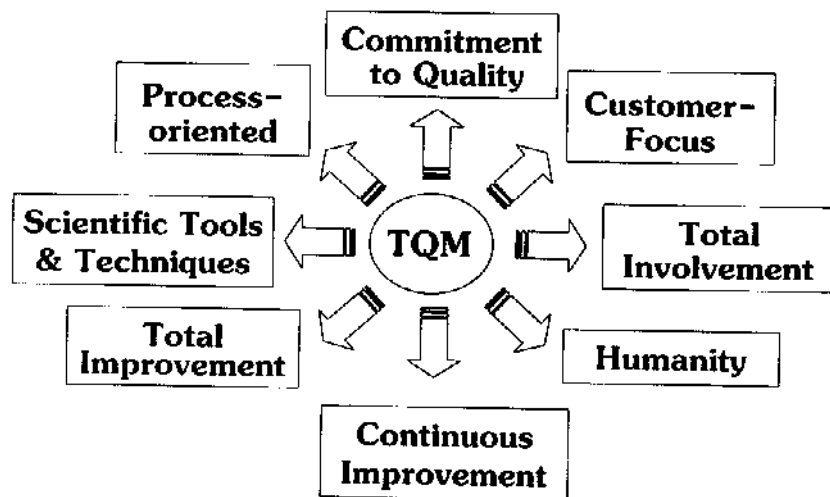 Commitment
to Quality
Process-
oriented
Customer-
Focus
Scientific Tools
& Techniques
TQM
Total
Involvement
Total
Improvement
Humanity
Continuous
Improvement